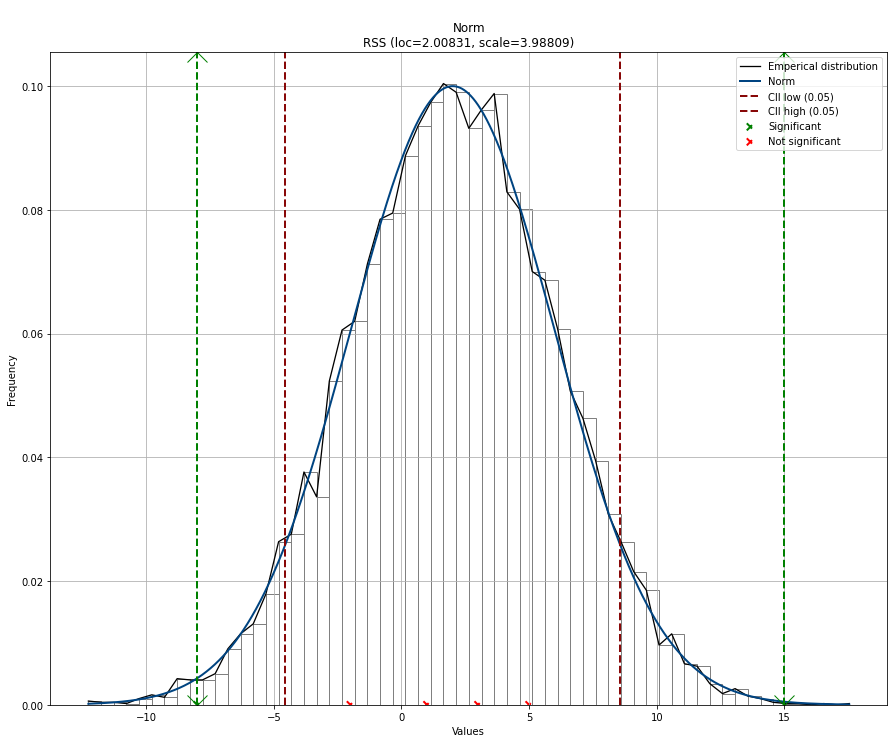 Norm
RSS (loc=2.00831, scale=3.98809)
Emperical distribution
Norm
CII low (0.05)
CII high (0.05)
Significant
Not significant
0.10
0.08
0.06
0.04
0.02
0.00
Frequency
−10
−5
0
5
10
15
Values